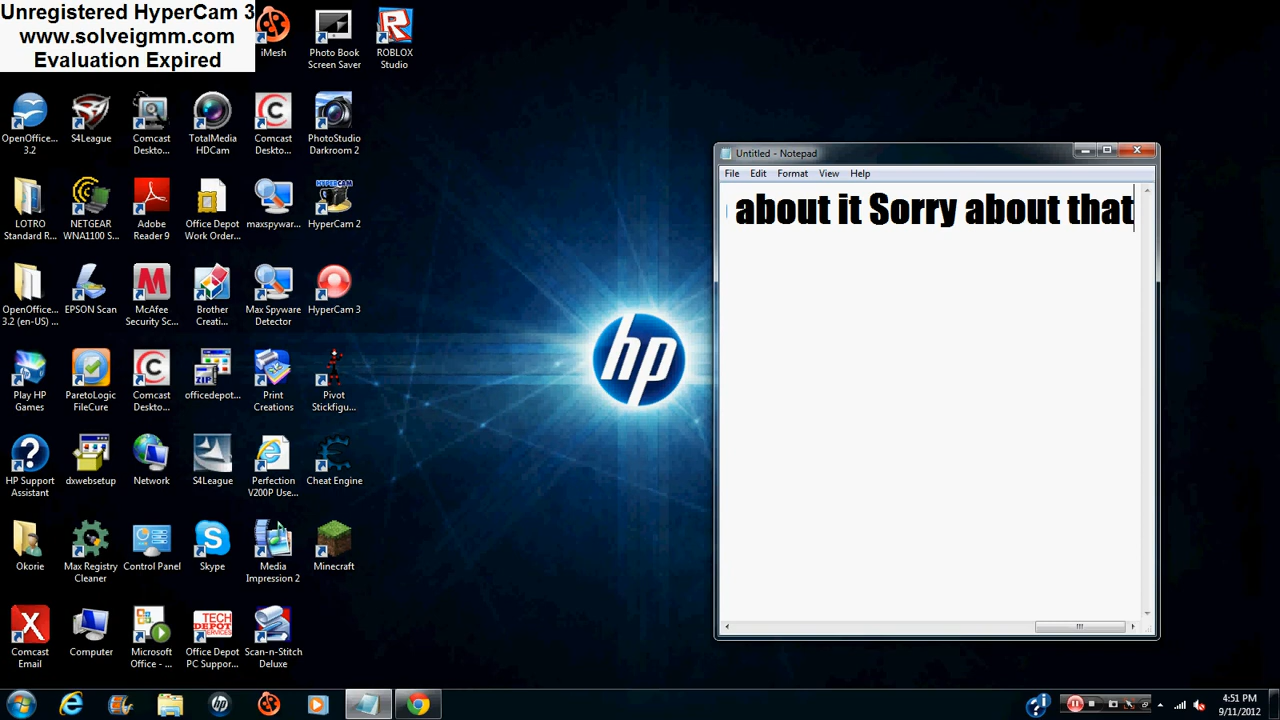 Unregistered HyperCam 3
www.solveigmm.com
Evaluation Expired
iMesh
Photo Book
Screen Saver
ROBLOX
Studio
OpenOffice...
3.2
S4League
Comcast
Deskto...
TotalMedia
HDCam
Comcast
Deskto...
PhotoStudio
Darkroom 2
LOTRO
Standard R...
NETGEAR
WNA1100 S...
Adobe
Reader 9
Office Depot
Work Order...
maxspywar...
HYPERCAM
HyperCam 2
OpenOffice...
3.2 (en-US) ...
EPSON Scan
McAfee
Security Sc...
Brother
Creati...
Max Spyware
Detector
HyperCam 3
Play HP
Games
ParetoLogic
FileCure
Comcast
Deskto...
ZIP
officedepot...
Print
Creations
Pivot
Stickfigu...
HP Support
Assistant
dxwebsetup
Network
S4League
Perfection
V200P Use...
Cheat Engine
Okorie
Max Registry
Cleaner
Control Panel
Skype
Media
Impression 2
Minecraft
Comcast
Email
Computer
Microsoft
Office - ...
TECH
DEPOT
SERVICES
Office Depot
PC Suppor...
Scan-n-Stitch
Deluxe
hp
Untitled - Notepad
File Edit Format View Help
about it Sorry about that
4:51 PM
9/11/2012